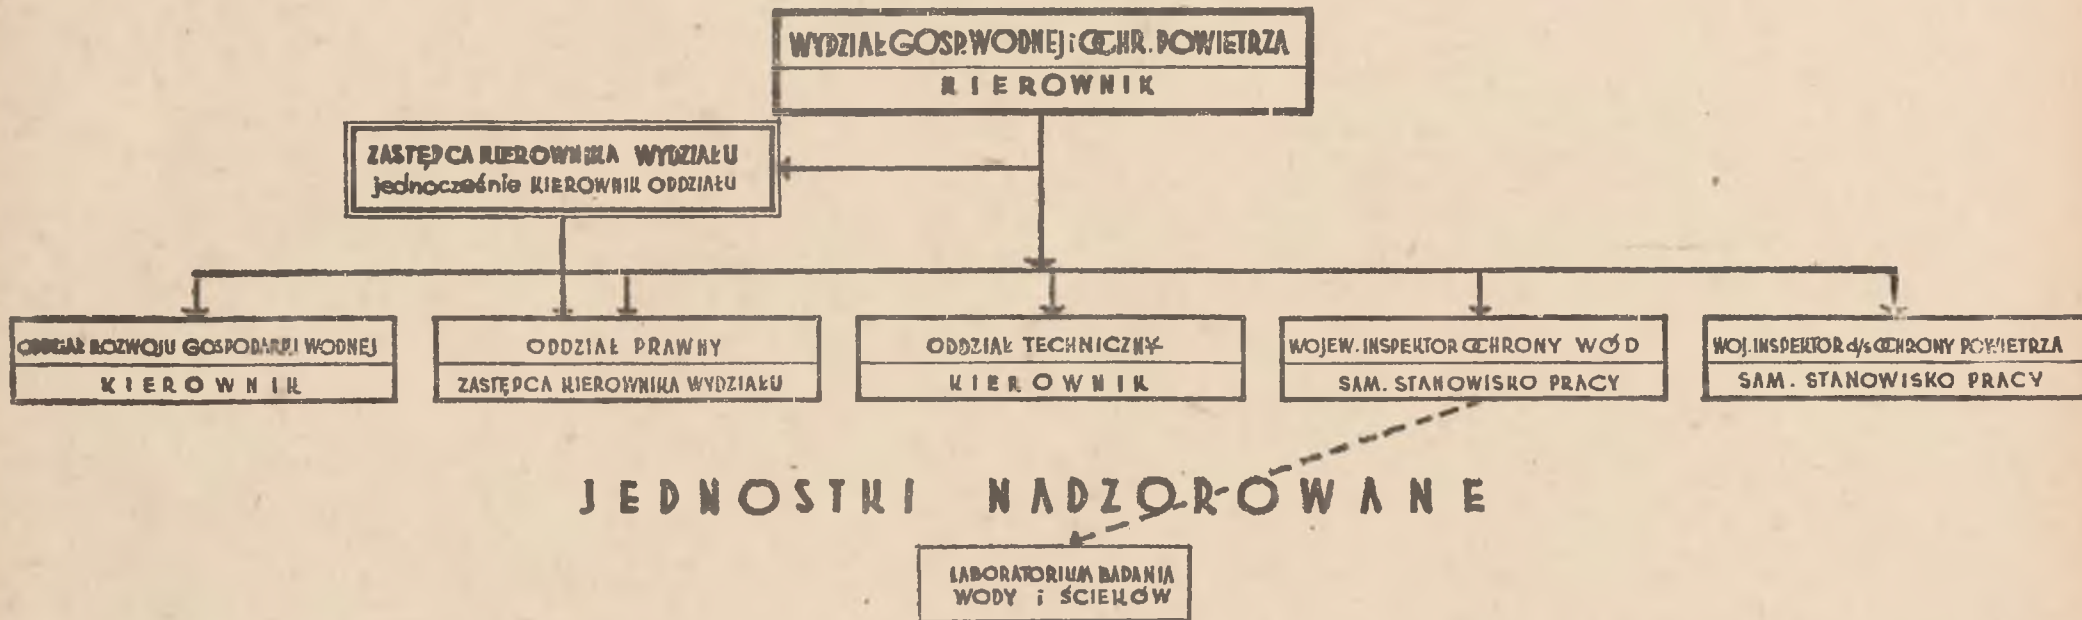 WYDZIAŁ GOSP. WODNEJ i OCHR. POWIETRZA
KIEROWNIK
ZASTĘPCA KIEROWNIKA WYDZIAŁU
jednocześnie KIEROWNIK ODDZIAŁU
ODDZIAŁ ROZWOJU GOSPODARKI WODNEJ
KIEROWNIK
ODDZIAŁ PRAWNY
ZASTĘPCA KIEROWNIKA WYDZIAŁU
ODDZIAŁ TECHNICZNY
KIEROWNIK
WOJEW. INSPEKTOR OCHRONY WÓD
SAM. STANOWISKO PRACY
WOJ. INSPEKTOR d/s OCHRONY POWIETRZA
SAM. STANOWISKO PRACY
JEDNOSTKI NADZOROWANE
LABORATORIUM BADANIA
WODY i ŚCIEKÓW